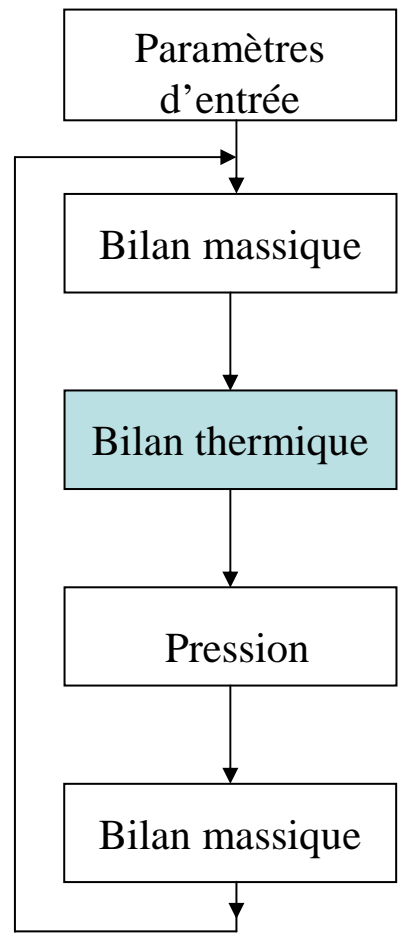 Paramètres
d’entrée
Bilan massique
Bilan thermique
Pression
Bilan massique